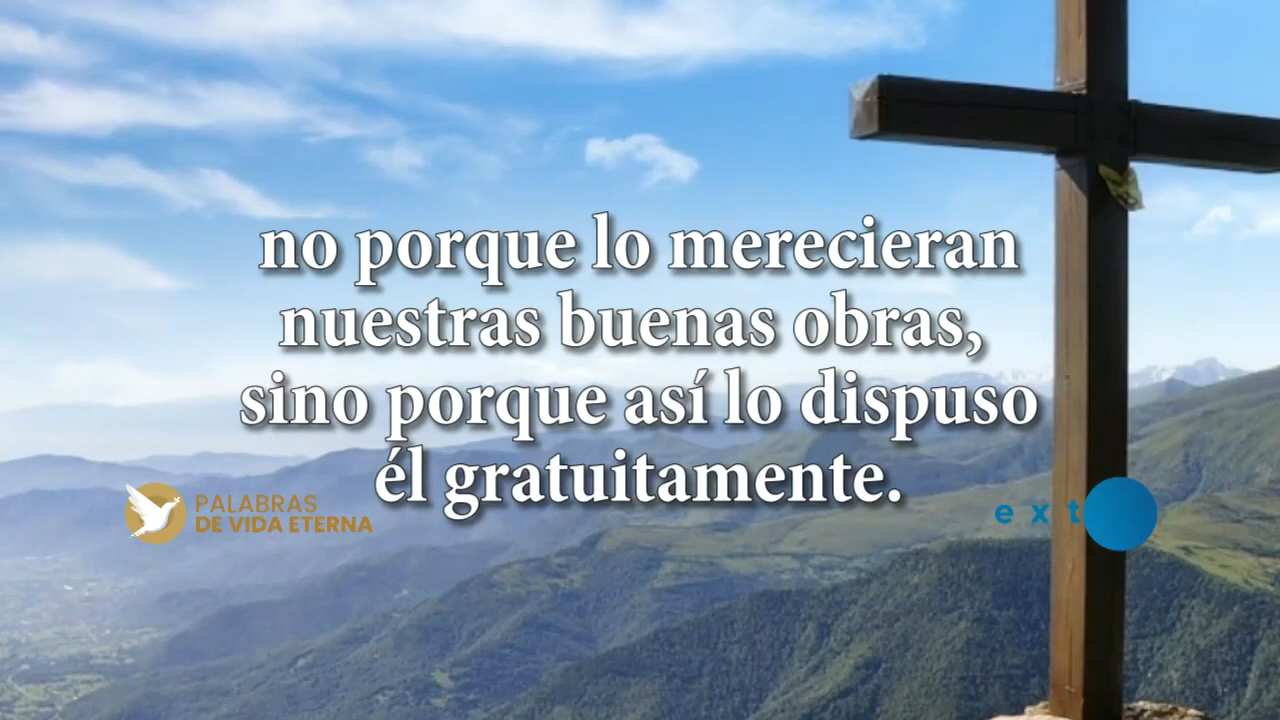 no porque lo merecieran
nuestras buenas obras,
sino porque así lo dispuso
él gratuitamente.
PALABRAS
DE VIDA ETERNA
ext